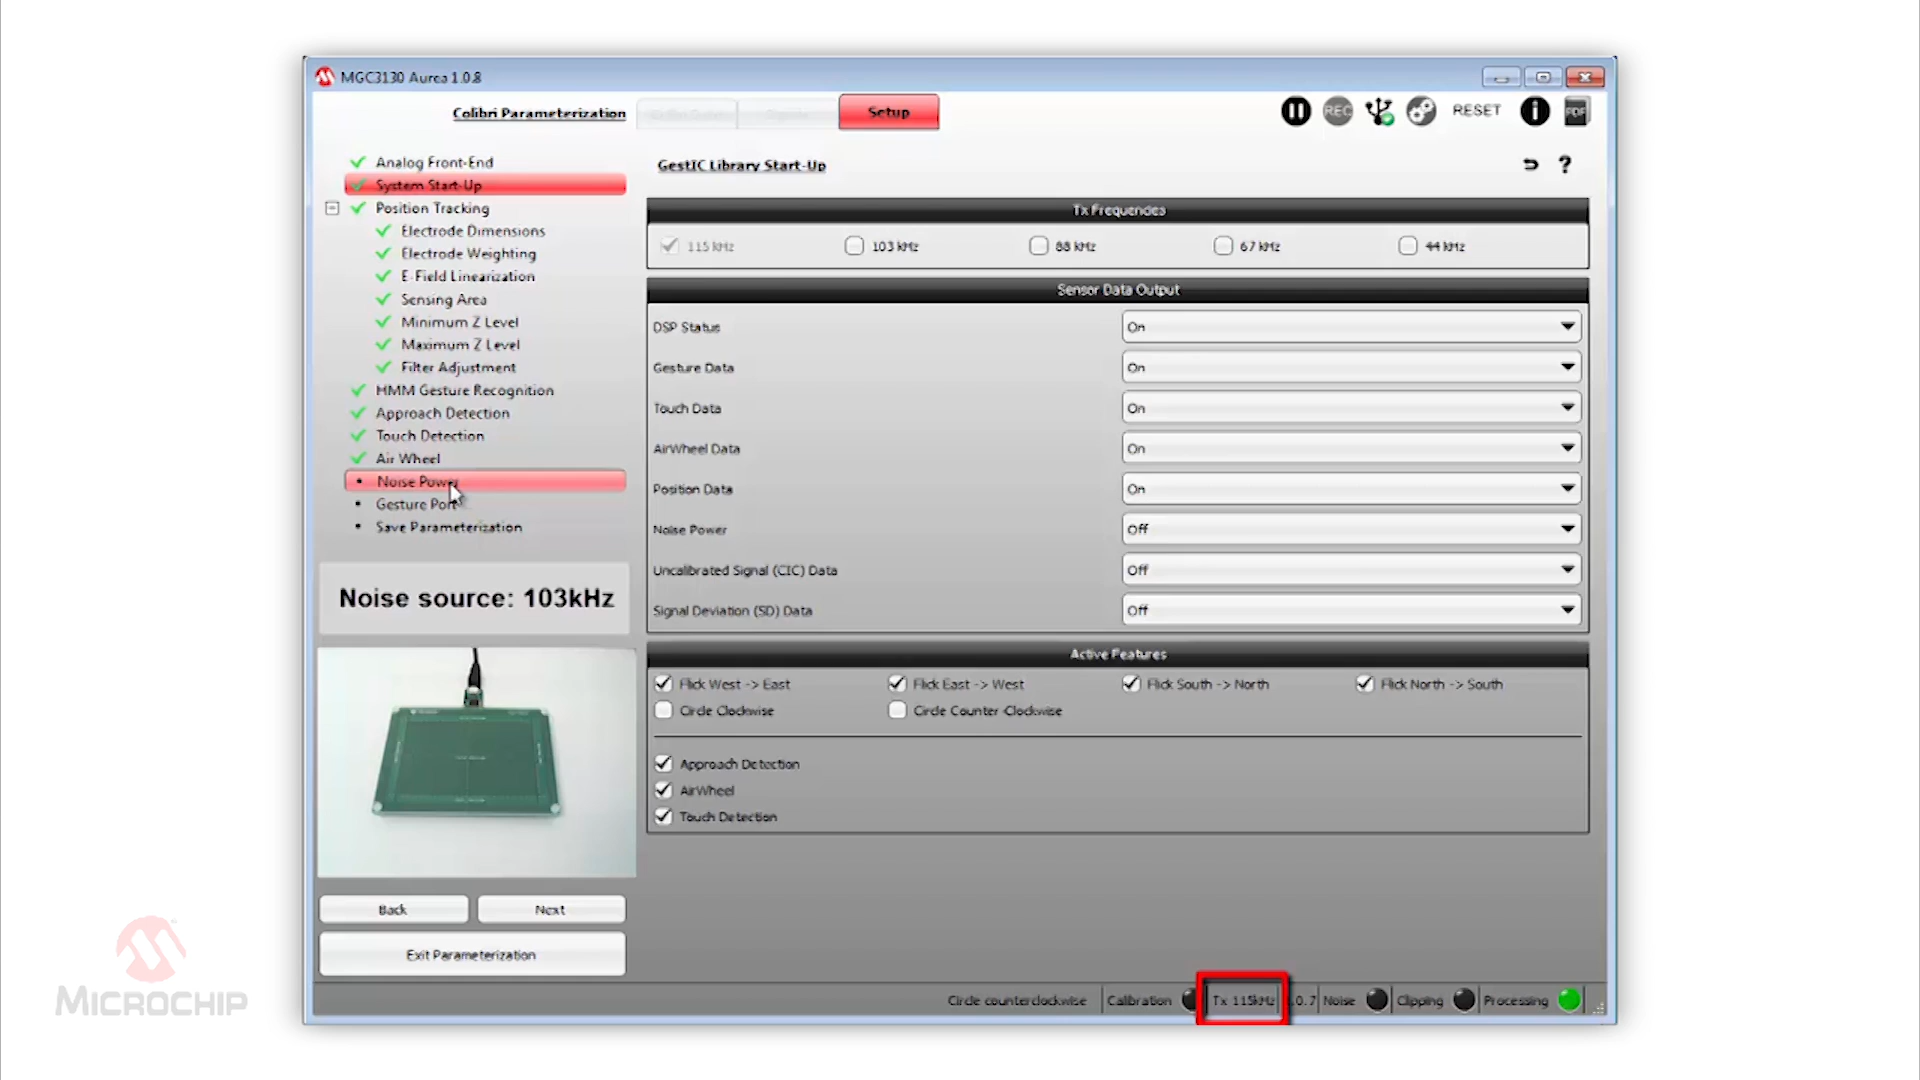 MGC3130 Aurea 1.0.8
Colibri Parameterization
Setup
REC
RESET
PDF
Analog Front-End
System Start-Up
Position Tracking
Electrode Dimensions
Electrode Weighting
E-Field Linearization
Sensing Area
Minimum Z Level
Maximum Z Level
Filter Adjustment
HMM Gesture Recognition
Approach Detection
Touch Detection
Air Wheel
Noise Power
Gesture Port
Save Parameterization
Noise source: 103kHz
Back
Next
Exit Parameterization
GestIC Library Start-Up
?
Tx Frequencies
115 kHz 103 kHz 88 kHz 67 kHz 44 kHz
Sensor Data Output
DSP Status On
Gesture Data On
Touch Data On
AirWheel Data On
Position Data On
Noise Power Off
Uncalibrated Signal (CIC) Data Off
Signal Deviation (SD) Data Off
Active Features
Flick West -> East Flick East -> West Flick South -> North Flick North -> South
Circle Clockwise Circle Counter-Clockwise
Approach Detection
AirWheel
Touch Detection
Circle counterclockwise Calibration Tx 115kHz .0.7 Noise Clipping Processing
MICROCHIP